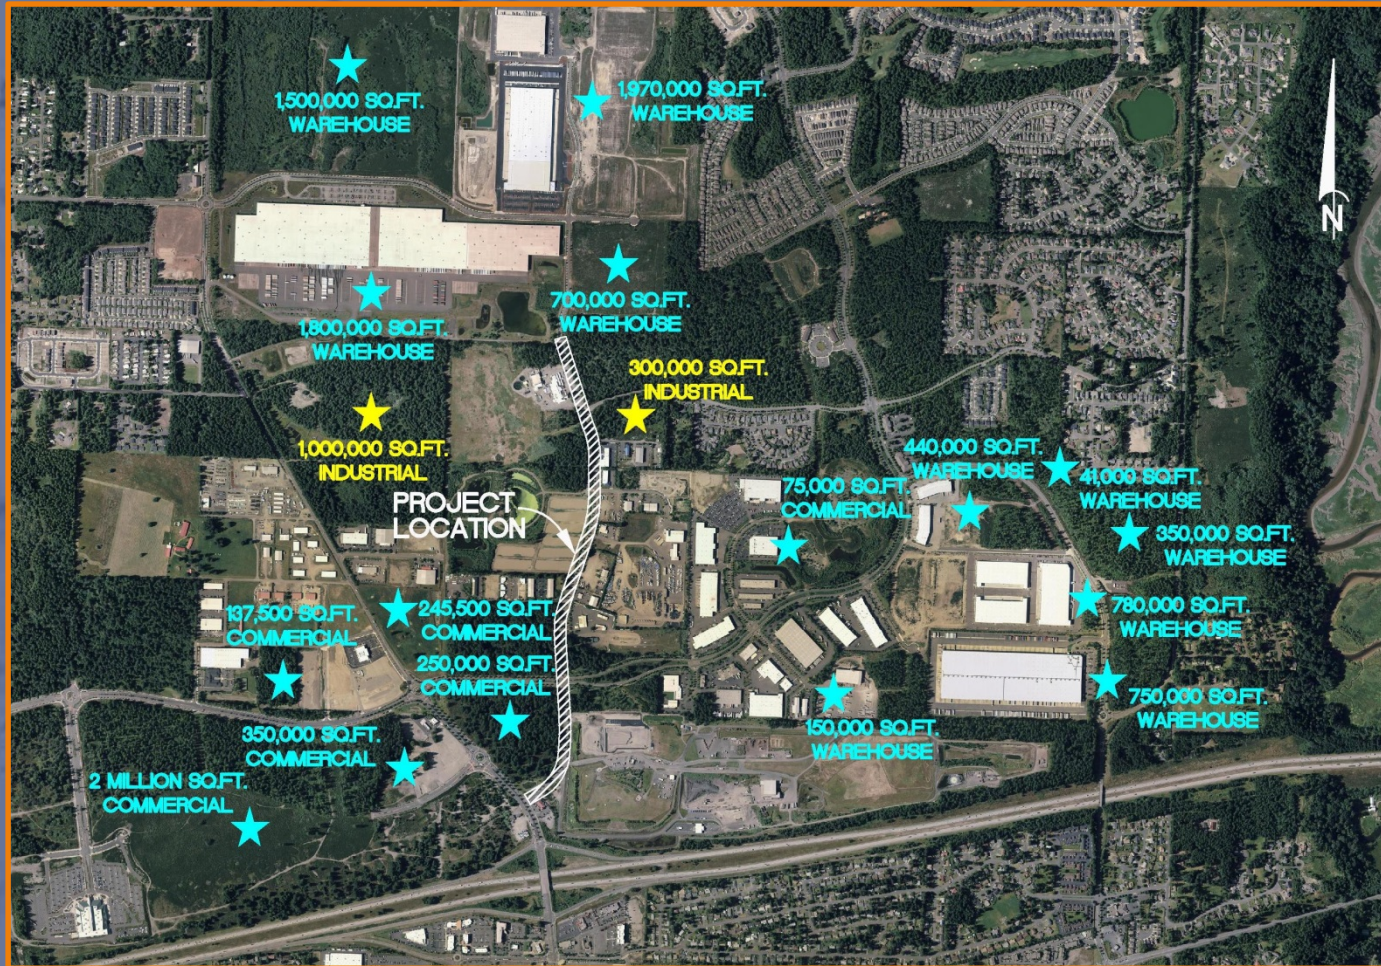 1,500,000 SQ.FT.
WAREHOUSE
1,970,000 SQ.FT.
WAREHOUSE
N
700,000 SQ.FT.
WAREHOUSE
1,800,000 SQ.FT.
WAREHOUSE
300,000 SQ.FT.
INDUSTRIAL
1,000,000 SQ.FT.
INDUSTRIAL
440,000 SQ.FT.
WAREHOUSE
41,000 SQ.FT.
WAREHOUSE
75,000 SQ.FT.
COMMERCIAL
PROJECT
LOCATION
350,000 SQ.FT.
WAREHOUSE
197,500 SQ.FT.
COMMERCIAL
245,500 SQ.FT.
COMMERCIAL
780,000 SQ.FT.
WAREHOUSE
250,000 SQ.FT.
COMMERCIAL
750,000 SQ.FT.
WAREHOUSE
350,000 SQ.FT.
COMMERCIAL
150,000 SQ.FT.
WAREHOUSE
2 MILLION SQ.FT.
COMMERCIAL